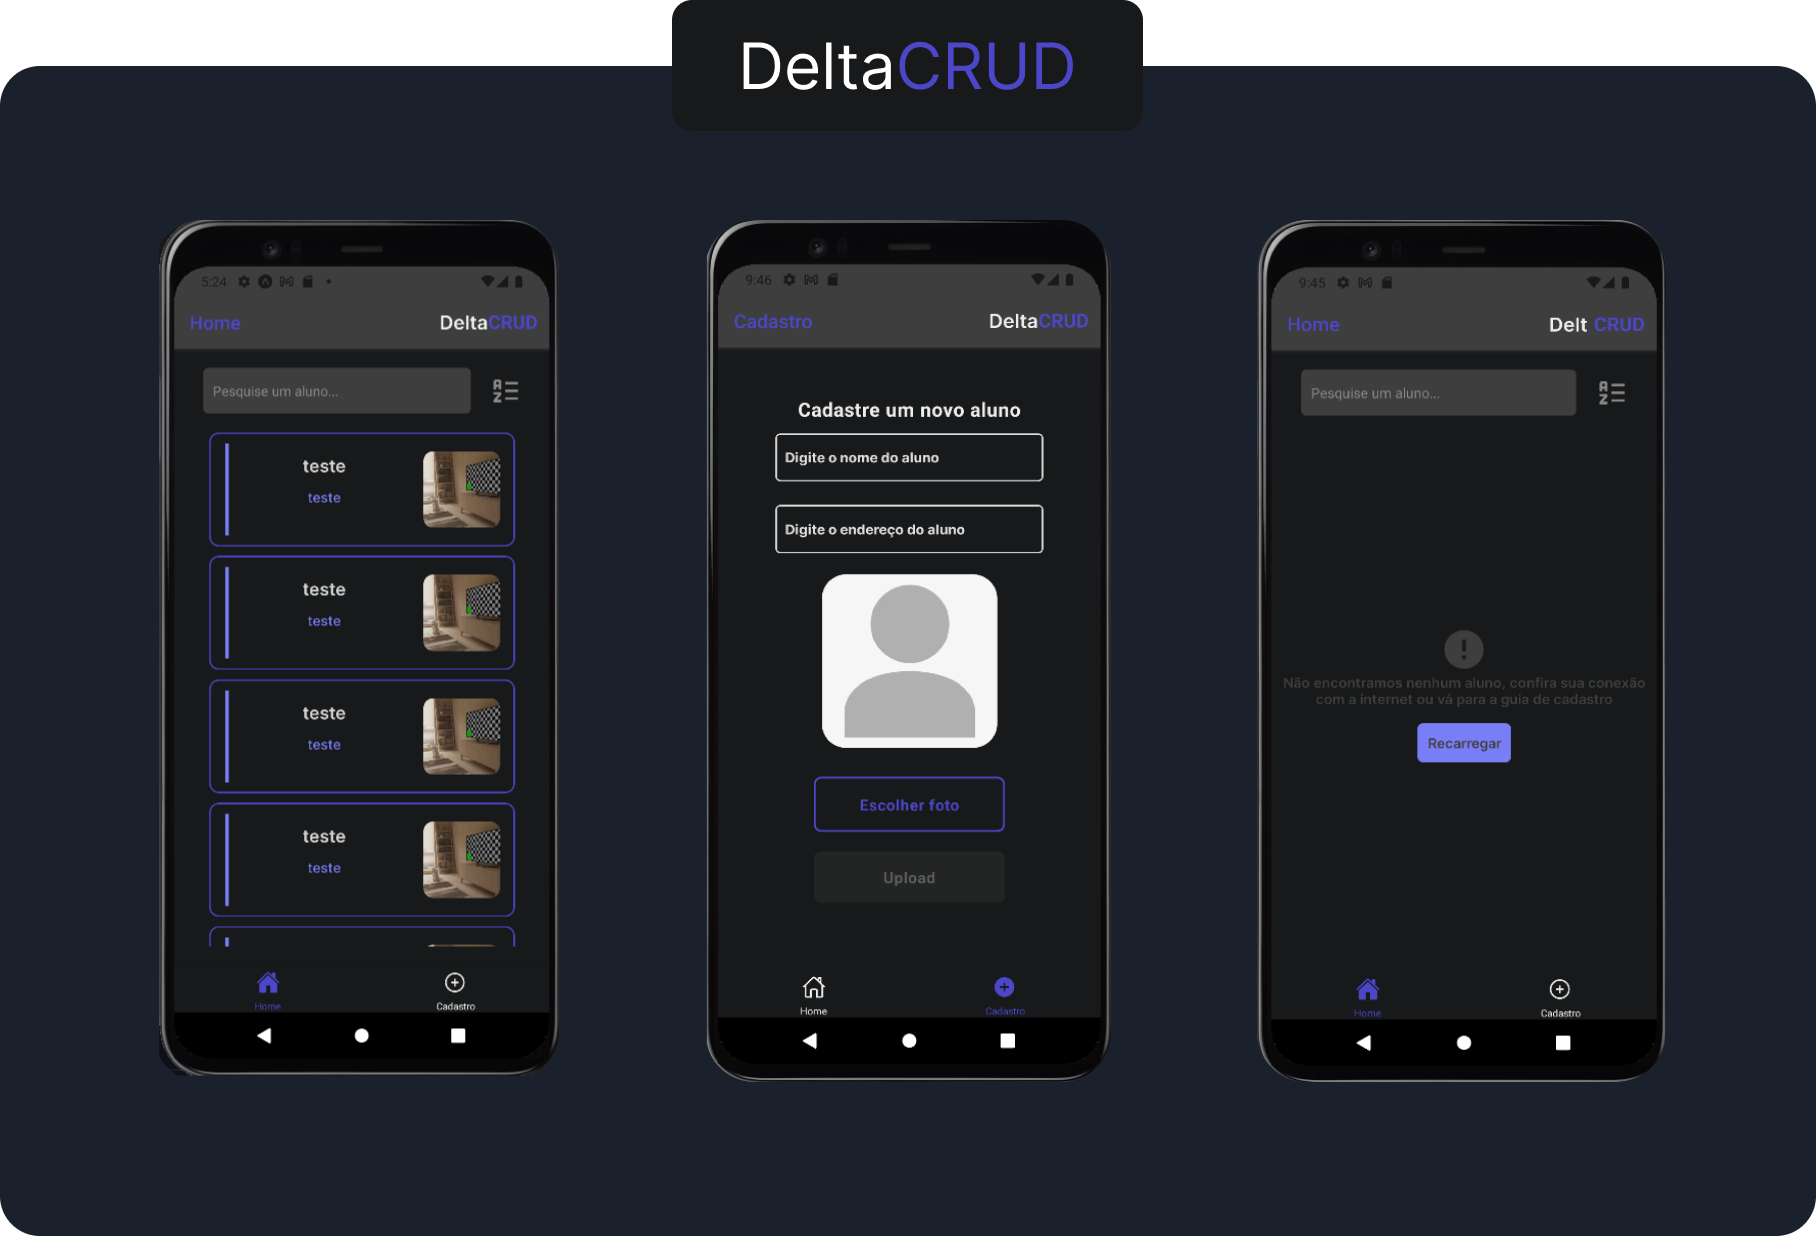 DeltaCRUD
5:24
Home
DeltaCRUD
Pesquise um aluno...
A
Z
teste
teste
teste
teste
teste
teste
teste
teste
Home
Cadastro
9:46
Cadastro
DeltaCRUD
Cadastre um novo aluno
Digite o nome do aluno
Digite o endereço do aluno
Escolher foto
Upload
Home
Cadastro
9:45
Home
Delt CRUD
Pesquise um aluno...
A
Z
Não encontramos nenhum aluno, confira sua conexão
com a internet ou vá para a guia de cadastro
Recarregar
Home
Cadastro